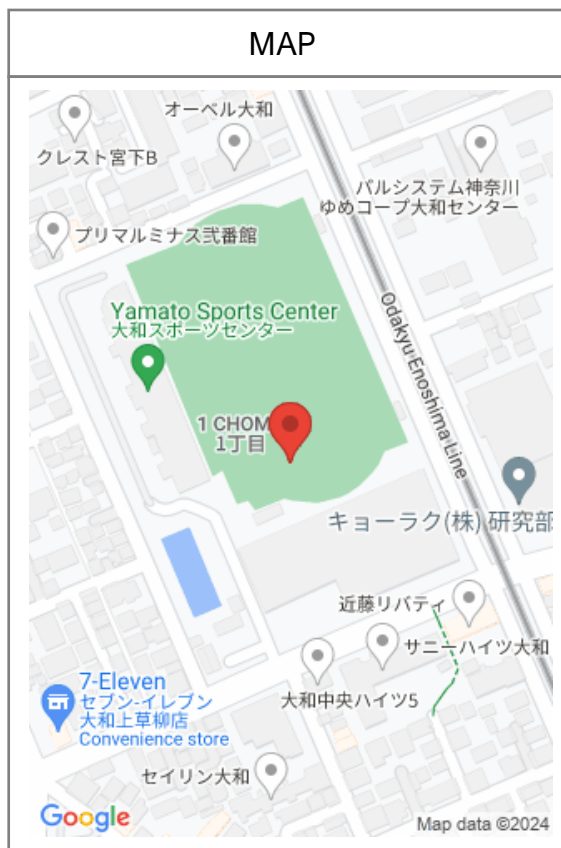 MAP
オーベル大和
クレスト宮下B
パルシステム神奈川
ゆめコープ大和センター
プリマルミナス弐番館
Yamato Sports Center
大和スポーツセンター
Odakyu Enoshima Line
1 CHOM
1丁目
キョーラク(株) 研究部
近藤リバティ
サニーハイツ大和
大和中央ハイツ5
7-Eleven
セブン-イレブン
大和上草柳店
Convenience store
セイリン大和
Google
Map data ©2024